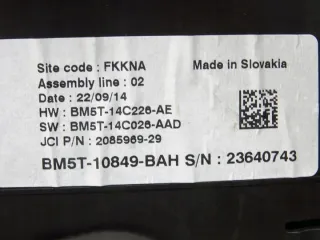 Site code : FKKNA Made in Slovakia
Assembly line : 02
Date : 22/09/14
HW : BM5T-14C226-AE
SW : BM5T-14C026-AAD
JCI P/N : 2085969-29
BM5T-10849-BAH S/N : 23640743